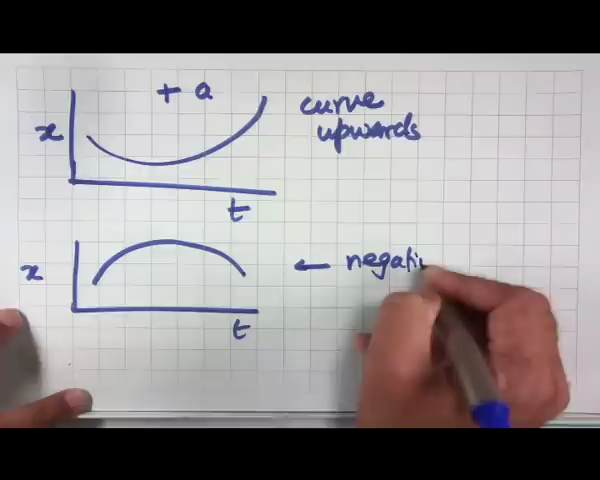 + a
curve
x
upwards
t
x
← negati
t